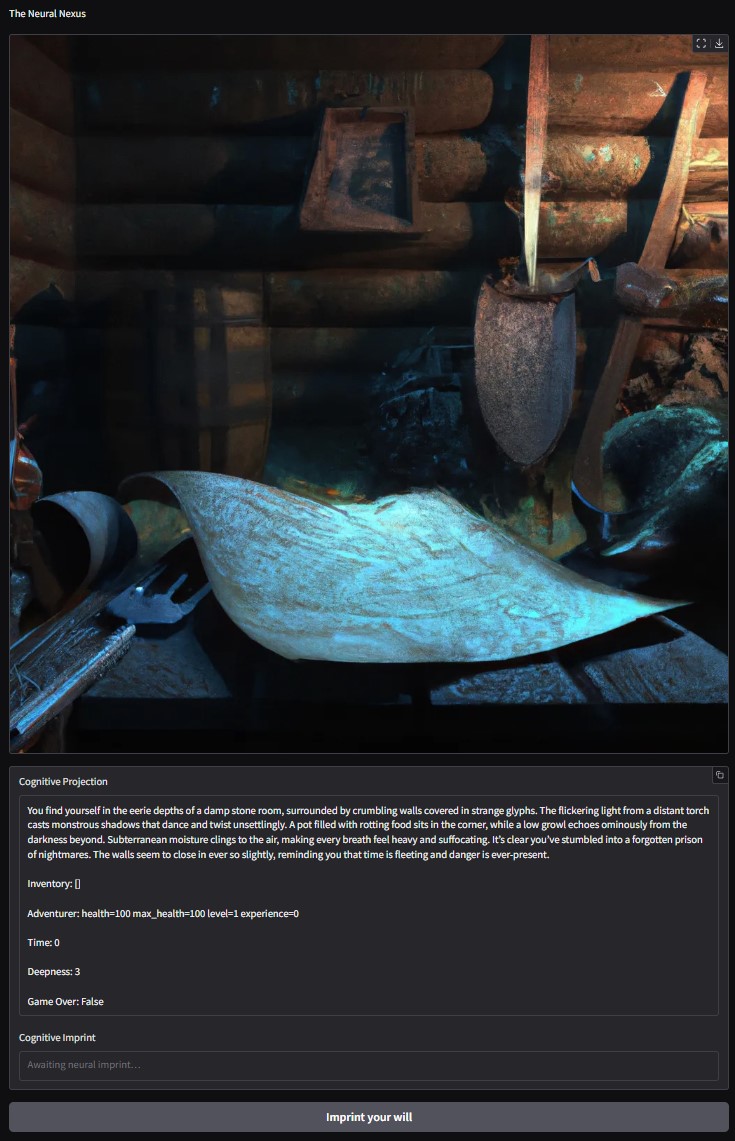 The Neural Nexus
Cognitive Projection
You find yourself in the eerie depths of a damp stone room, surrounded by crumbling walls covered in strange glyphs. The flickering light from a distant torch
casts monstrous shadows that dance and twist unsettlingly. A pot filled with rotting food sits in the corner, while a low growl echoes ominously from the
darkness beyond. Subterranean moisture clings to the air, making every breath feel heavy and suffocating. It's clear you've stumbled into a forgotten prison
of nightmares. The walls seem to close in ever so slightly, reminding you that time is fleeting and danger is ever-present.
Inventory: []
Adventurer: health=100 max_health=100 level=1 experience=0
Time: 0
Deepness: 3
Game Over: False
Cognitive Imprint
Awaiting neural imprint...
Imprint your will